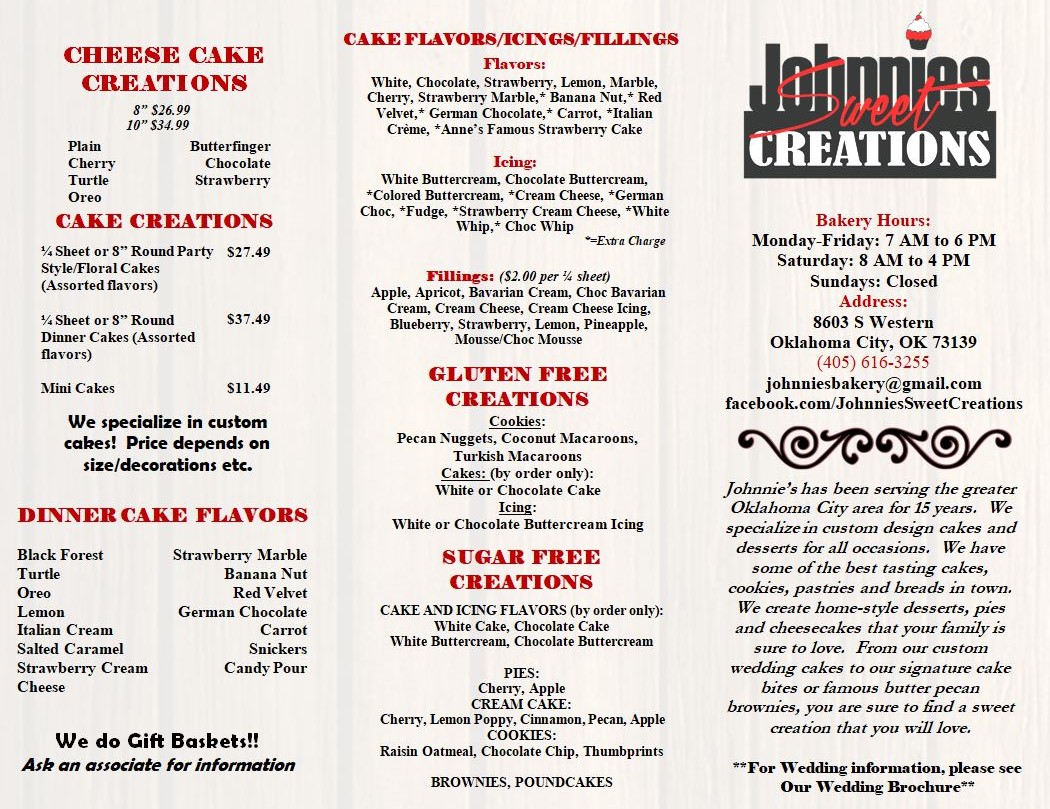 CHEESE CAKE
CREATIONS
8” $26.99
10” $34.99
Plain Butterfinger
Cherry Chocolate
Turtle Strawberry
Oreo
CAKE CREATIONS
¼ Sheet or 8” Round Party $27.49
Style/Floral Cakes
(Assorted flavors)
¼ Sheet or 8” Round $37.49
Dinner Cakes (Assorted
flavors)
Mini Cakes $11.49
We specialize in custom
cakes! Price depends on
size/decorations etc.
DINNER CAKE FLAVORS
Black Forest Strawberry Marble
Turtle Banana Nut
Oreo Red Velvet
Lemon German Chocolate
Italian Cream Carrot
Salted Caramel Snickers
Strawberry Cream Candy Pour
Cheese
We do Gift Baskets!!
Ask an associate for information
CAKE FLAVORS/ICINGS/FILLINGS
Flavors:
White, Chocolate, Strawberry, Lemon, Marble,
Cherry, Strawberry Marble,* Banana Nut,* Red
Velvet,* German Chocolate,* Carrot, *Italian
Crème, *Anne’s Famous Strawberry Cake
Icing:
White Buttercream, Chocolate Buttercream,
*Colored Buttercream, *Cream Cheese, *German
Choc, *Fudge, *Strawberry Cream Cheese, *White
Whip,* Choc Whip
*=Extra Charge
Fillings: ($2.00 per ¼ sheet)
Apple, Apricot, Bavarian Cream, Choc Bavarian
Cream, Cream Cheese, Cream Cheese Icing,
Blueberry, Strawberry, Lemon, Pineapple,
Mousse/Choc Mousse
GLUTEN FREE
CREATIONS
Cookies:
Pecan Nuggets, Coconut Macaroons,
Turkish Macaroons
Cakes: (by order only):
White or Chocolate Cake
Icing:
White or Chocolate Buttercream Icing
SUGAR FREE
CREATIONS
CAKE AND ICING FLAVORS (by order only):
White Cake, Chocolate Cake
White Buttercream, Chocolate Buttercream
PIES:
Cherry, Apple
CREAM CAKE:
Cherry, Lemon Poppy, Cinnamon, Pecan, Apple
COOKIES:
Raisin Oatmeal, Chocolate Chip, Thumbprints
BROWNIES, POUNDCAKES
Johnnies
Sweet
CREATIONS
Bakery Hours:
Monday-Friday: 7 AM to 6 PM
Saturday: 8 AM to 4 PM
Sundays: Closed
Address:
8603 S Western
Oklahoma City, OK 73139
(405) 616-3255
johnniesbakery@gmail.com
facebook.com/JohnniesSweetCreations
Johnnie’s has been serving the greater
Oklahoma City area for 15 years. We
specialize in custom design cakes and
desserts for all occasions. We have
some of the best tasting cakes,
cookies, pastries and breads in town.
We create home-style desserts, pies
and cheesecakes that your family is
sure to love. From our custom
wedding cakes to our signature cake
bites or famous butter pecan
brownies, you are sure to find a sweet
creation that you will love.
**For Wedding information, please see
Our Wedding Brochure**